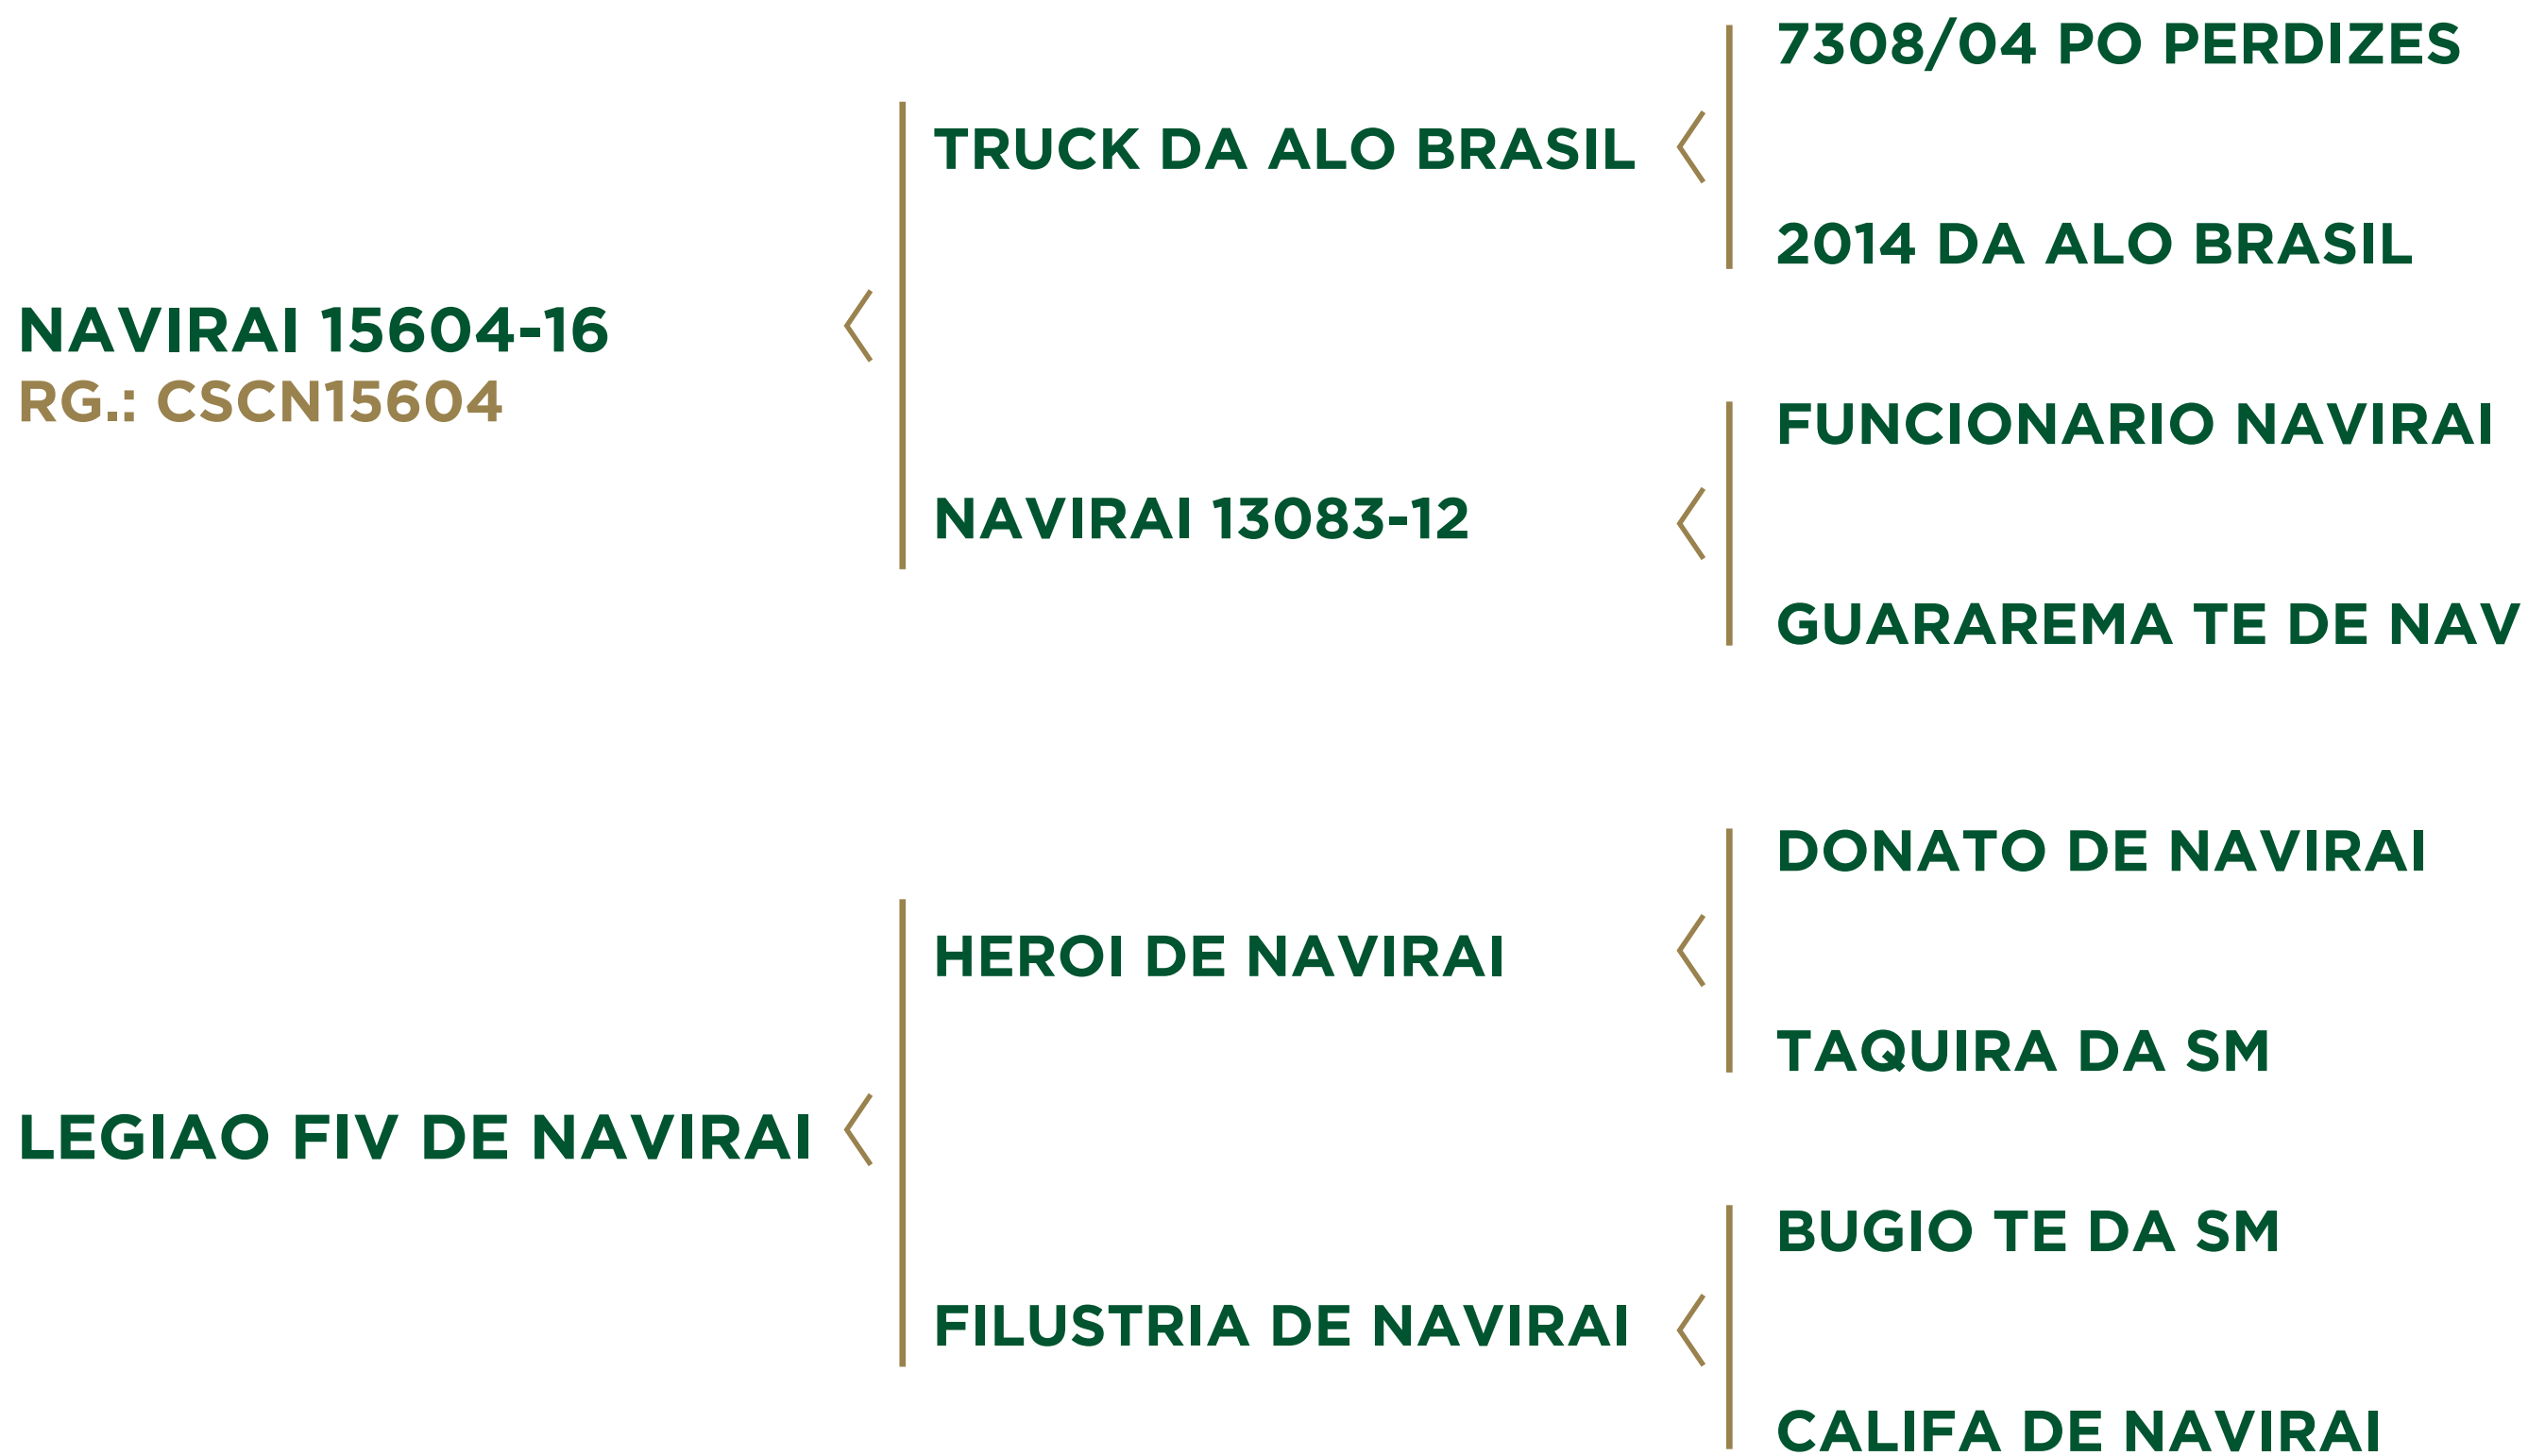 7308/04 PO PERDIZES
TRUCK DA ALO BRASIL
2014 DA ALO BRASIL
NAVIRAI 15604-16
RG.: CSCN15604
FUNCIONARIO NAVIRAI
NAVIRAI 13083-12
GUARAREMA TE DE NAV
DONATO DE NAVIRAI
HEROI DE NAVIRAI
TAQUIRA DA SM
LEGIAO FIV DE NAVIRAI
BUGIO TE DA SM
FILUSTRIA DE NAVIRAI
CALIFA DE NAVIRAI